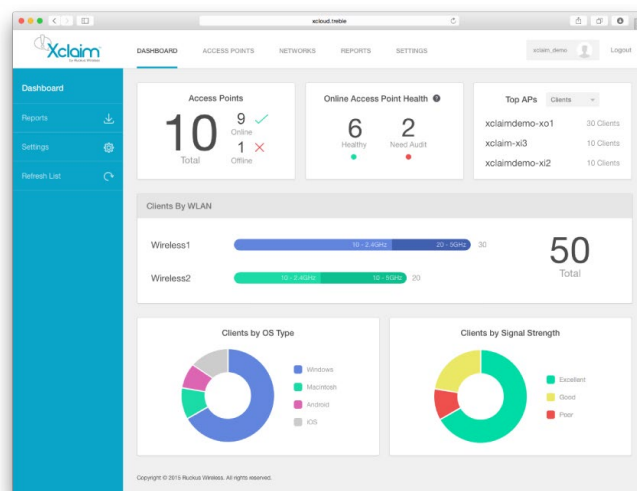 xcloud.treble
Xclaim
by Ruckus Wireless
DASHBOARD ACCESS POINTS NETWORKS REPORTS SETTINGS
xclaim_demo Logout
Dashboard
Reports
Settings
Refresh List
Access Points
10
Total
9
Online
1
Offline
Online Access Point Health ?
6
Healthy
2
Need Audit
Top APs Clients
xclaimdemo-xo1 30 Clients
xclaim-xi3 10 Clients
xclaimdemo-xi2 10 Clients
Clients By WLAN
Wireless1 10 - 2.4GHz 20 - 5GHz 30
Wireless2 10 - 2.4GHz 10 - 5GHz 20
50
Total
Clients by OS Type
Windows
Macintosh
Android
iOS
Clients by Signal Strength
Excellent
Good
Poor
Copyright © 2015 Ruckus Wireless. All rights reserved.